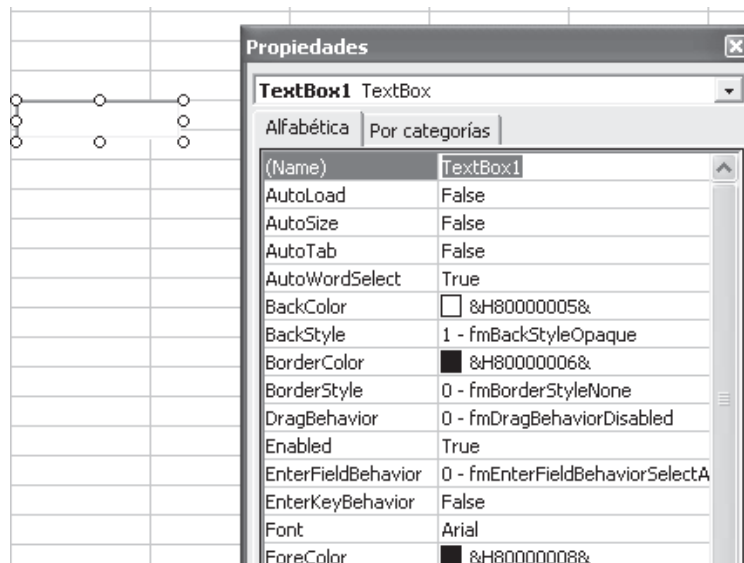 Propiedades
TextBox1 TextBox
Alfabética Por categorías
(Name) TextBox1
AutoLoad False
AutoSize False
AutoTab False
AutoWordSelect True
BackColor &H80000005&
BackStyle 1 - fmBackStyleOpaque
BorderColor &H80000006&
BorderStyle 0 - fmBorderStyleNone
DragBehavior 0 - fmDragBehaviorDisabled
Enabled True
EnterFieldBehavior 0 - fmEnterFieldBehaviorSelectA
EnterKeyBehavior False
Font Arial
ForeColor &H80000008&